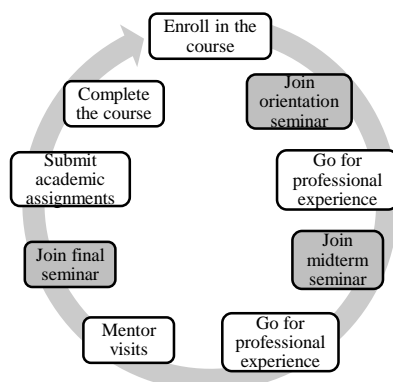 Enroll in the
course
Join
orientation
seminar
Go for
professional
experience
Join
midterm
seminar
Go for
professional
experience
Mentor
visits
Join final
seminar
Submit
academic
assignments
Complete
the course